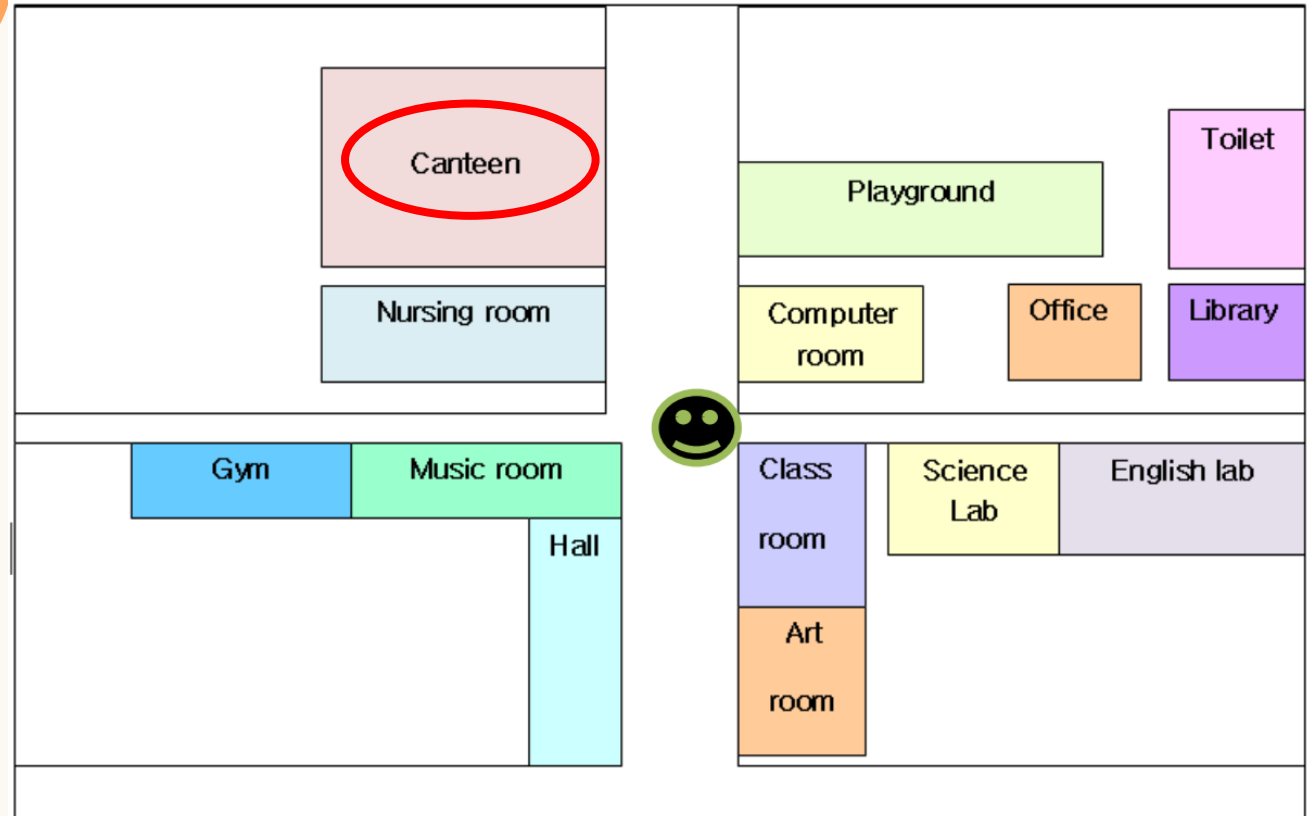 Canteen
Toilet
Playground
Nursing room
Computer
room
Office
Library
Gym
Music room
Hall
Class
room
Science
Lab
English lab
Art
room